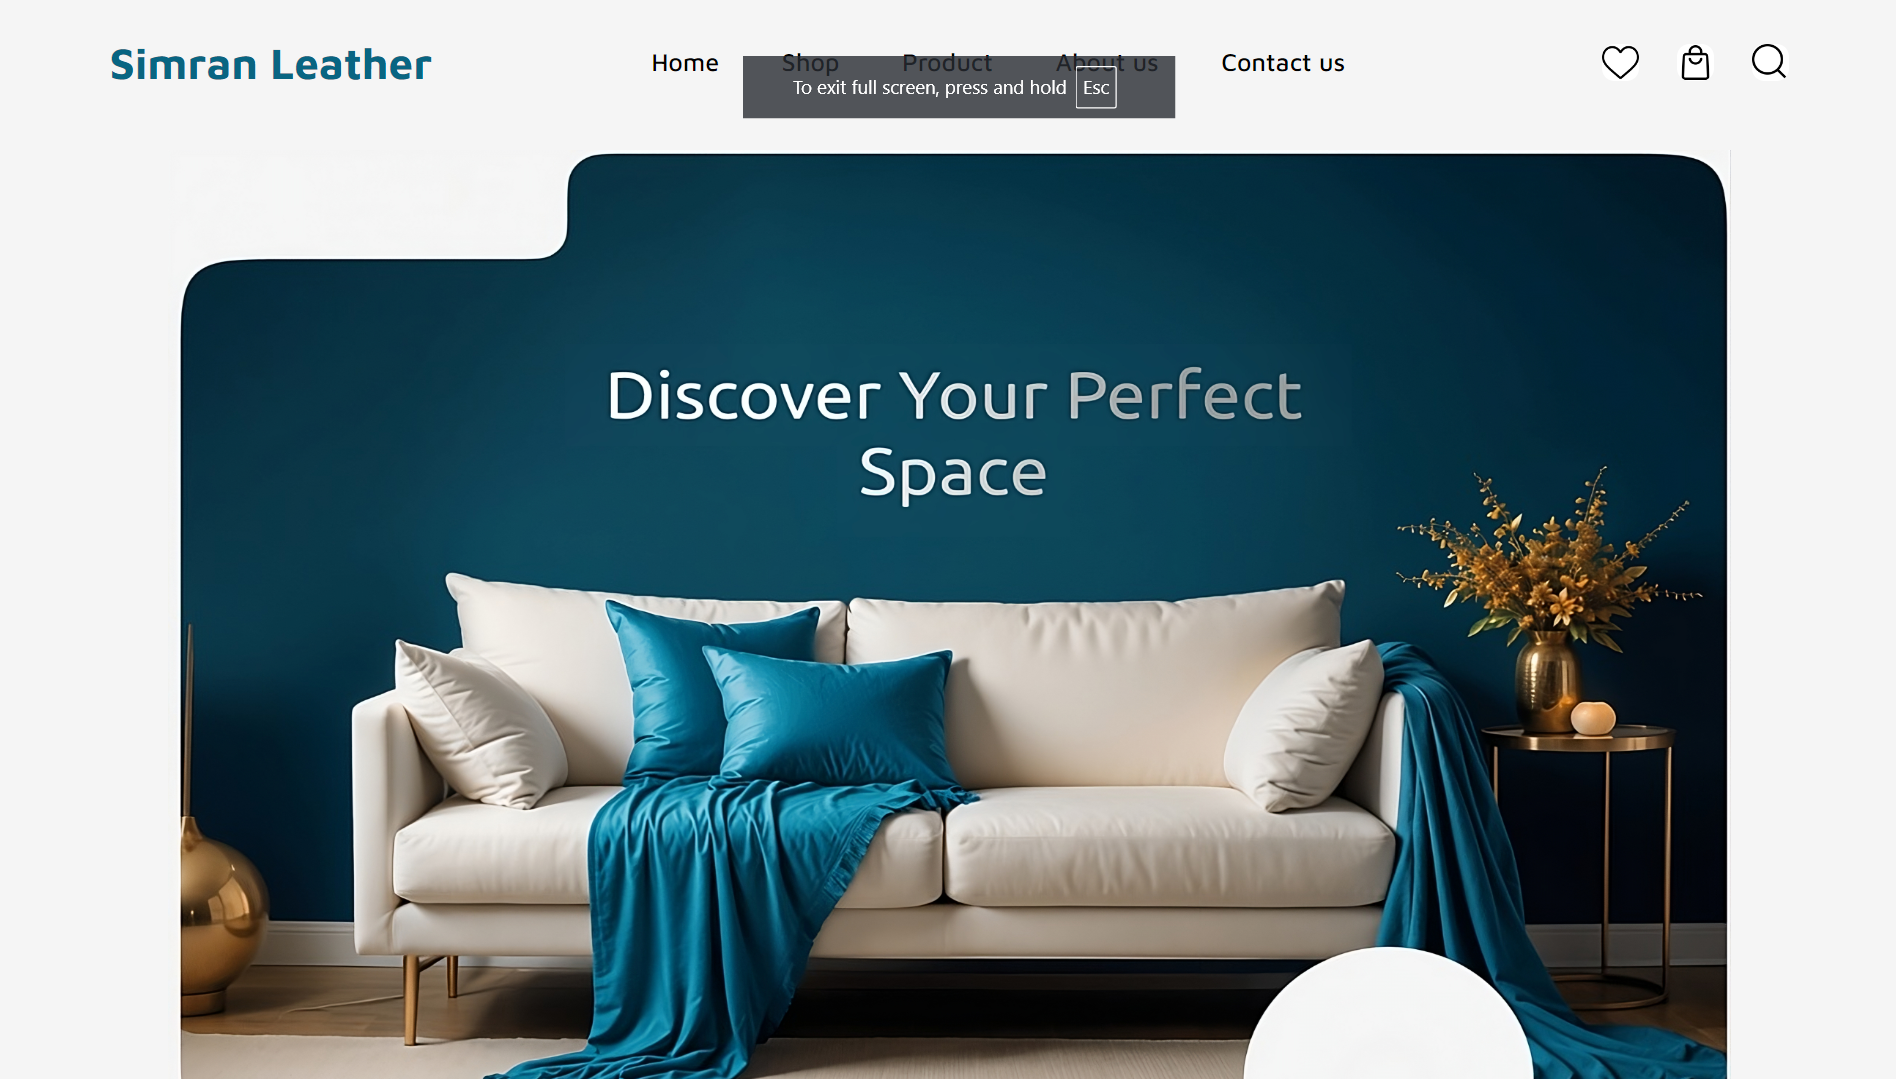 Simran Leather
Home Shop Product About us Contact us
To exit full screen, press and hold Esc
Discover Your Perfect
Space